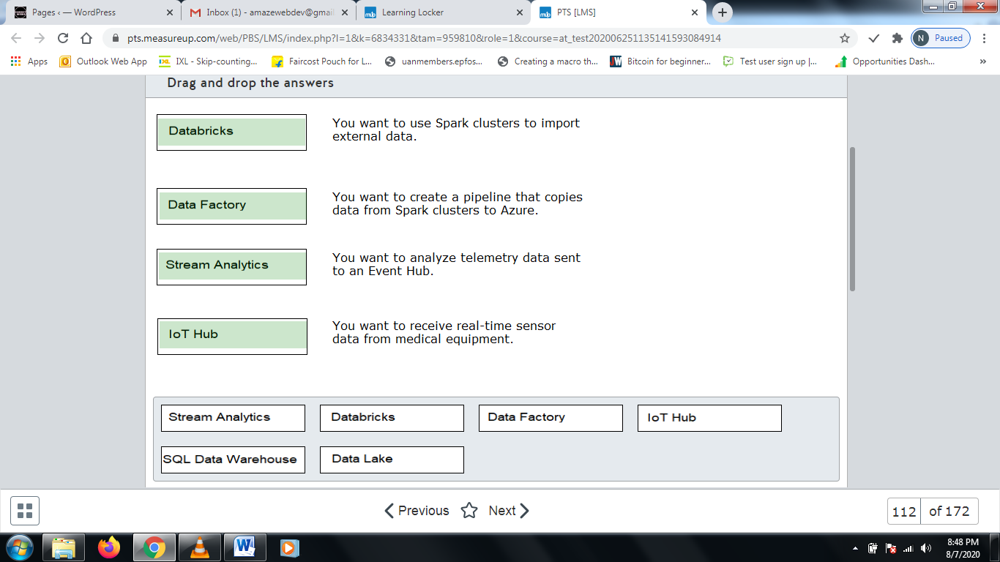 Pages ‹ — WordPress
Inbox (1) - amazewebdev@gmail
Learning Locker
PTS [LMS]
pts.measureup.com/web/PBS/LMS/index.php?l=1&k=6834331&tam=959810&role=1&course=at_test202006251135141593084914
N Paused
Apps
Outlook Web App
IXL - Skip-counting...
Faircost Pouch for L...
uanmembers.epfos...
Creating a macro th...
Bitcoin for beginner...
Test user sign up |...
Opportunities Dash...
»
Drag and drop the answers
Databricks
You want to use Spark clusters to import
external data.
Data Factory
You want to create a pipeline that copies
data from Spark clusters to Azure.
Stream Analytics
You want to analyze telemetry data sent
to an Event Hub.
IoT Hub
You want to receive real-time sensor
data from medical equipment.
Stream Analytics
Databricks
Data Factory
IoT Hub
SQL Data Warehouse
Data Lake
Previous
Next
112 of 172
8:48 PM
8/7/2020